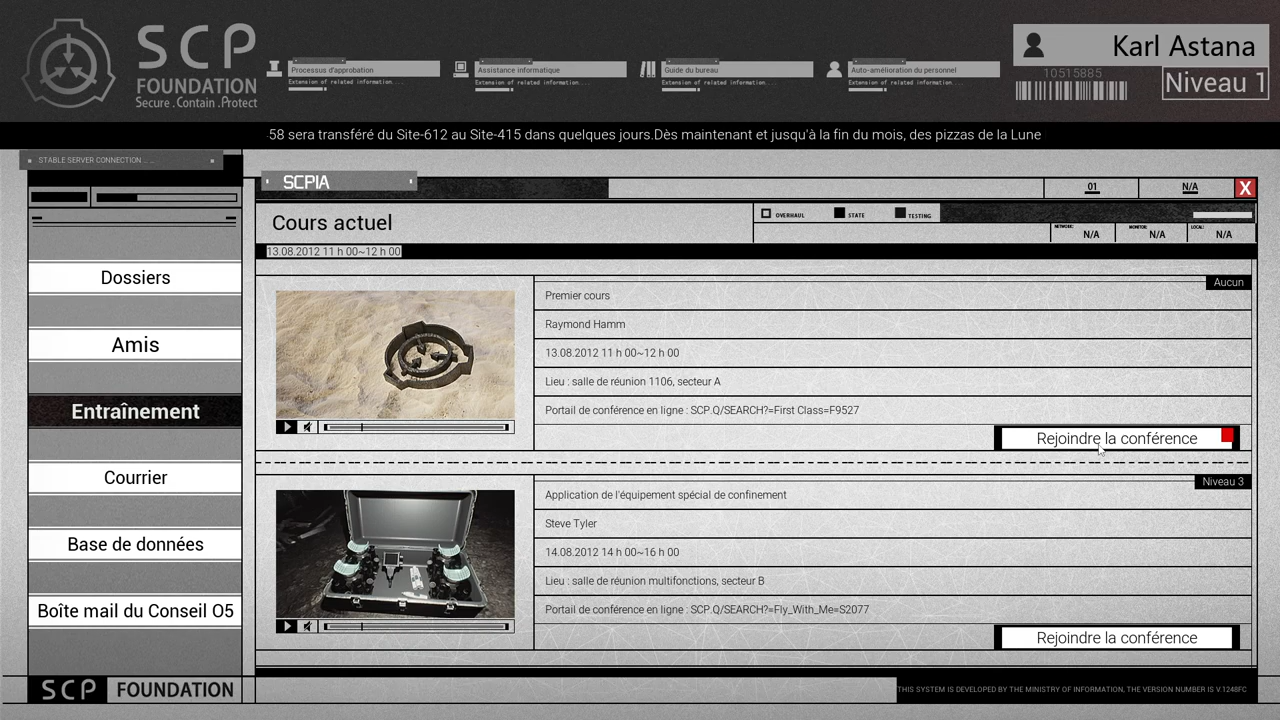 SCP
FOUNDATION
Secure .Contain .Protect
Processus d'approbation
Extension of related information...
Assistance informatique
Extension of related information...
Guide du bureau
Extension of related information...
Auto-amélioration du personnel
Extension of related information...
Karl Astana
10515885
Niveau 1
58 sera transféré du Site-612 au Site-415 dans quelques jours.Dès maintenant et jusqu'à la fin du mois, des pizzas de la Lune
STABLE SERVER CONNECTION ... ...
SCPIA
01
N/A
X
Cours actuel
OVERHAUL
STATE
TESTING
NETWORK:
N/A
MONITOR:
N/A
LOCAL:
N/A
13.08.2012 11 h 00~12 h 00
Dossiers
Amis
Entraînement
Courrier
Base de données
Boîte mail du Conseil O5
Aucun
Premier cours
Raymond Hamm
13.08.2012 11 h 00~12 h 00
Lieu : salle de réunion 1106, secteur A
Portail de conférence en ligne : SCP.Q/SEARCH?=First Class=F9527
Rejoindre la conférence
Niveau 3
Application de l'équipement spécial de confinement
Steve Tyler
14.08.2012 14 h 00~16 h 00
Lieu : salle de réunion multifonctions, secteur B
Portail de conférence en ligne : SCP.Q/SEARCH?=Fly_With_Me=S2077
Rejoindre la conférence
SCP FOUNDATION
THIS SYSTEM IS DEVELOPED BY THE MINISTRY OF INFORMATION, THE VERSION NUMBER IS V.1248FC